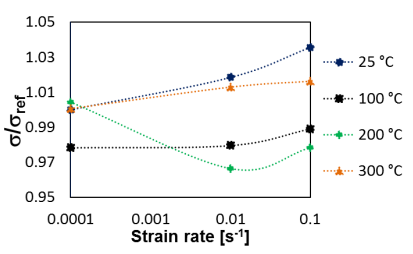 1.05
1.03
1.01
0.99
0.97
0.95
σ/σref
0.0001 0.001 0.01 0.1
Strain rate [s-1]
25 °C
100 °C
200 °C
300 °C